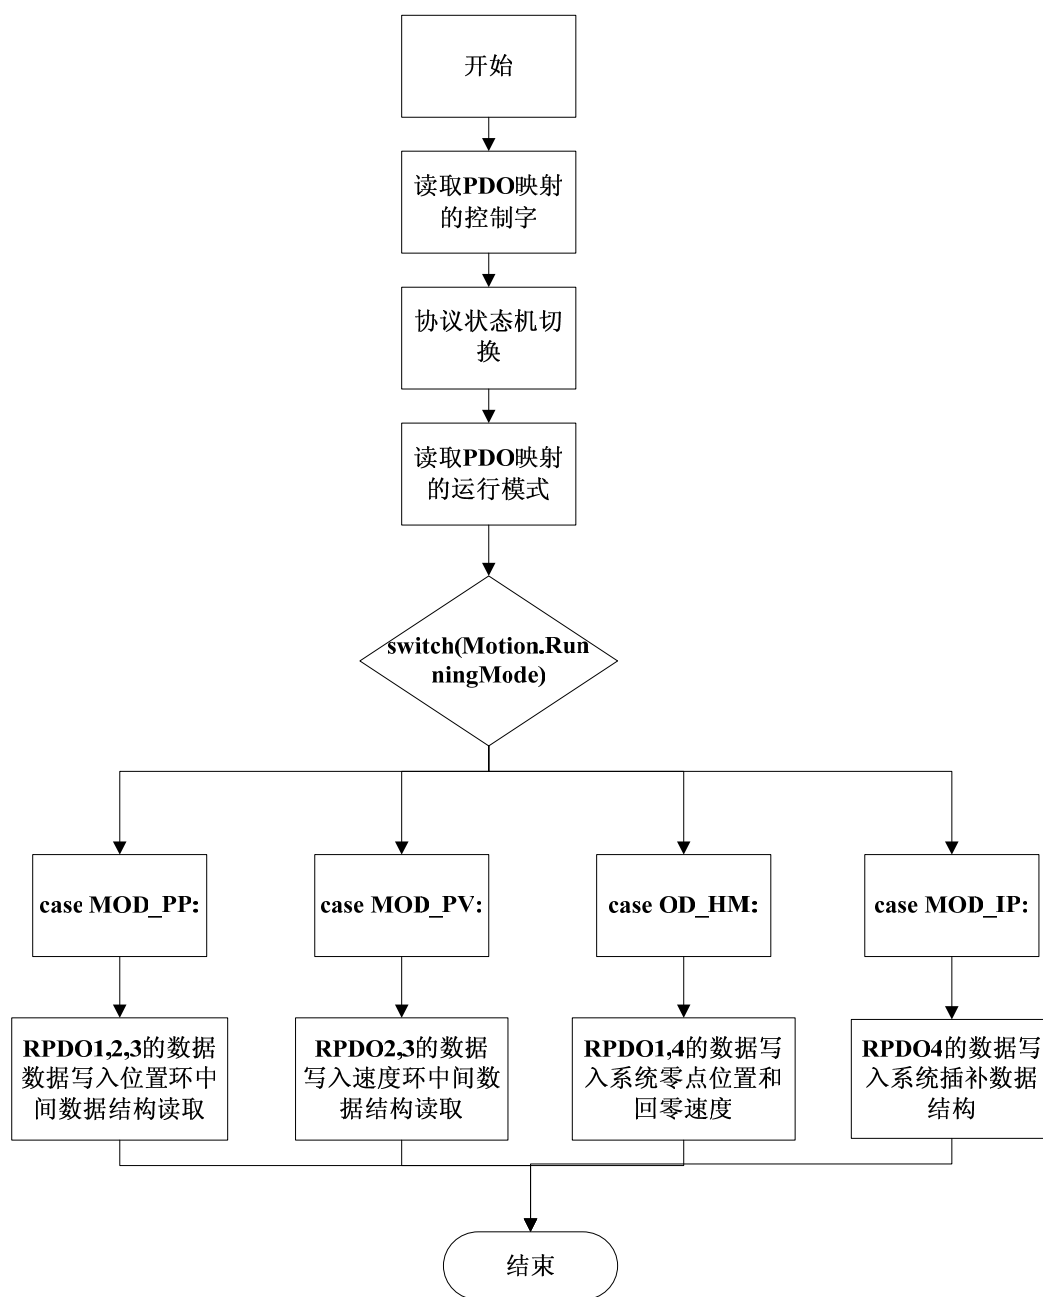 开始
读取PDO映射
的控制字
协议状态机切
换
读取PDO映射
的运行模式
switch(Motion.Run
ningMode)
case MOD_PP:
case MOD_PV:
case OD_HM:
case MOD_IP:
RPDO1,2,3的数据
数据写入位置环中
间数据结构读取
RPDO2,3的数据
写入速度环中间数
据结构读取
RPDO1,4的数据写
入系统零点位置和
回零速度
RPDO4的数据写
入系统插补数据
结构
结束